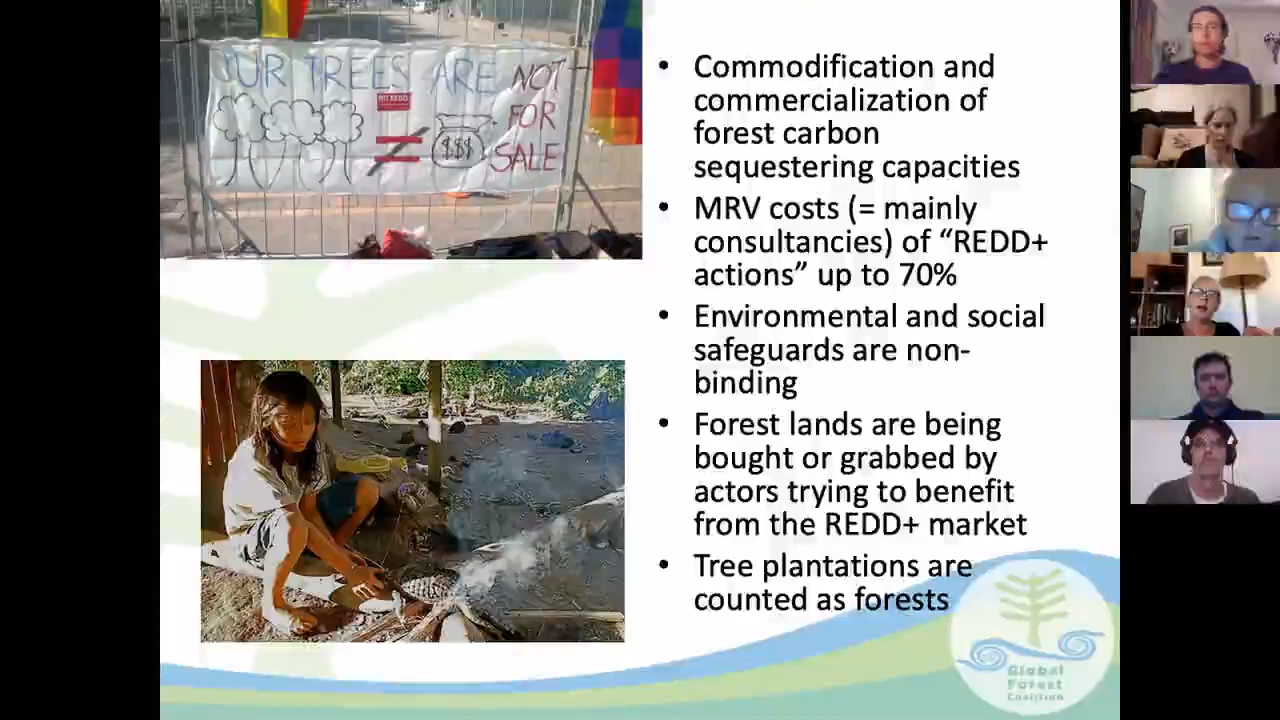 OUR TREES ARE NOT
FOR
SALE
NO REDD
$$$
• Commodification and
commercialization of
forest carbon
sequestering capacities
• MRV costs (= mainly
consultancies) of “REDD+
actions” up to 70%
• Environmental and social
safeguards are non-
binding
• Forest lands are being
bought or grabbed by
actors trying to benefit
from the REDD+ market
• Tree plantations are
counted as forests
Global
Forest
Coalition